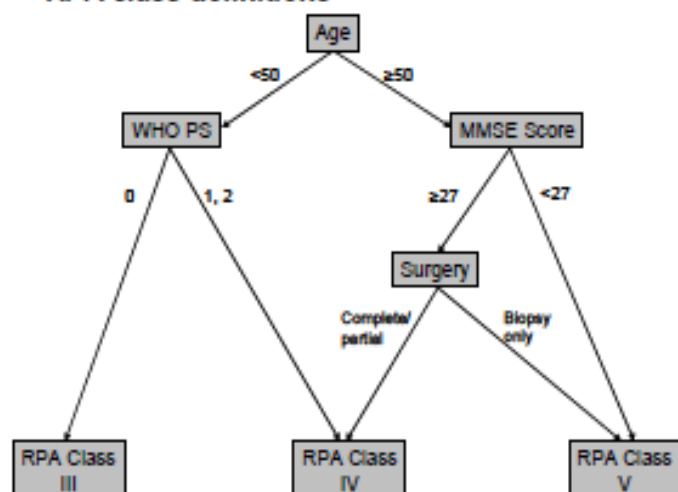 Age
<50
≥50
WHO PS
MMSE Score
0
1, 2
≥27
<27
Surgery
Complete/
partial
Biopsy
only
RPA Class
III
RPA Class
IV
RPA Class
V